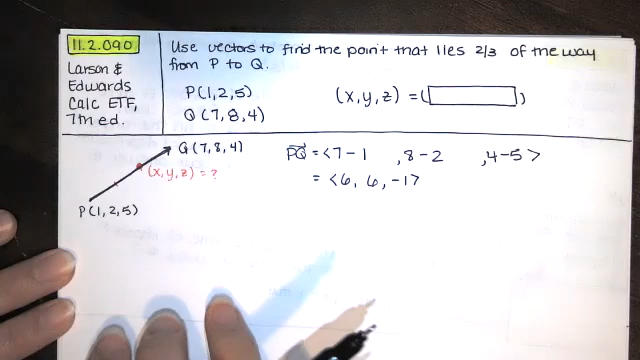 11.2.090
Larson &
Edwards
Calc ETF,
7th ed.
Use vectors to find the point that lies 2/3 of the way
from P to Q.
P(1,2,5)
Q(7,8,4)
(x,y,z) = ( )
Q(7,8,4)
(x,y,z) = ?
P(1,2,5)
PQ = <7-1 , 8-2 , 4-5>
= <6, 6, -1>